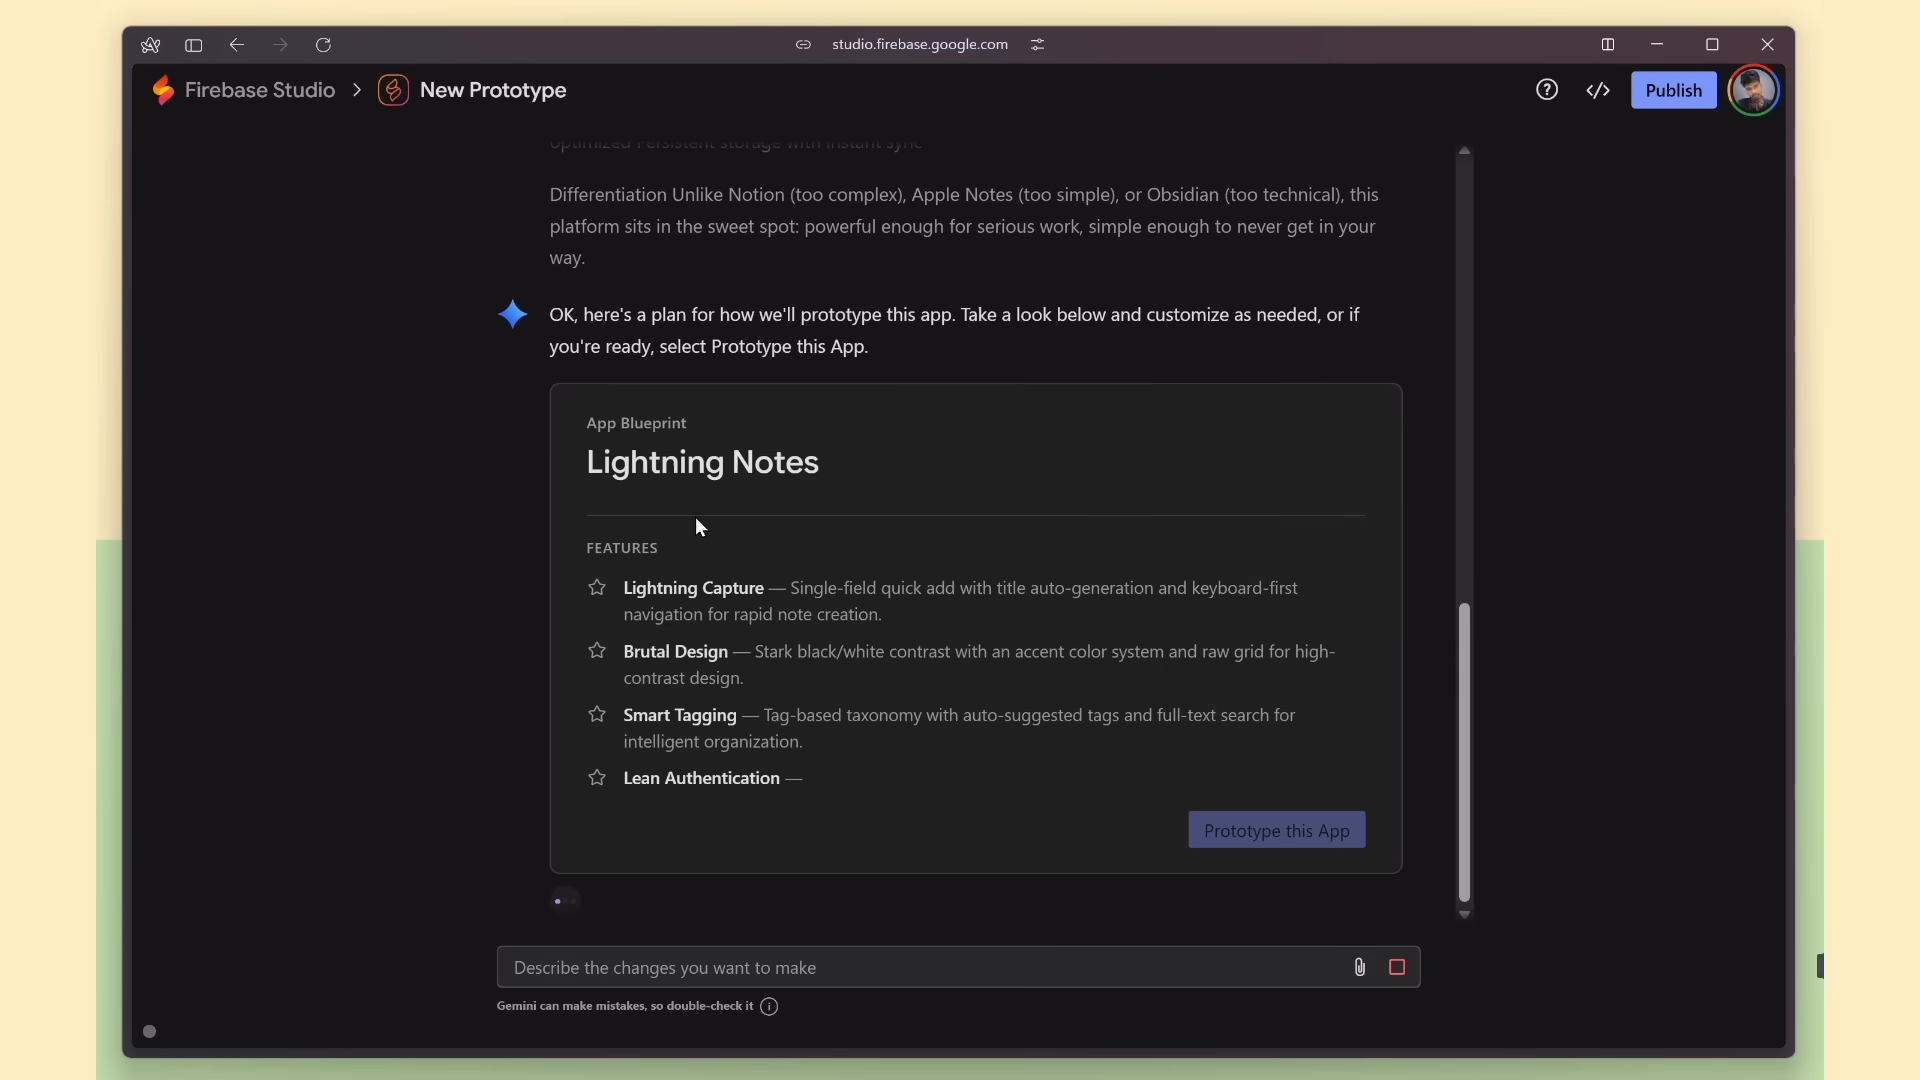 studio.firebase.google.com
Firebase Studio
New Prototype
Publish
optimized Persistent storage with instant sync
Differentiation Unlike Notion (too complex), Apple Notes (too simple), or Obsidian (too technical), this
platform sits in the sweet spot: powerful enough for serious work, simple enough to never get in your
way.
OK, here's a plan for how we'll prototype this app. Take a look below and customize as needed, or if
you're ready, select Prototype this App.
App Blueprint
Lightning Notes
FEATURES
Lightning Capture — Single-field quick add with title auto-generation and keyboard-first
navigation for rapid note creation.
Brutal Design — Stark black/white contrast with an accent color system and raw grid for high-
contrast design.
Smart Tagging — Tag-based taxonomy with auto-suggested tags and full-text search for
intelligent organization.
Lean Authentication —
Prototype this App
Describe the changes you want to make
Gemini can make mistakes, so double-check it